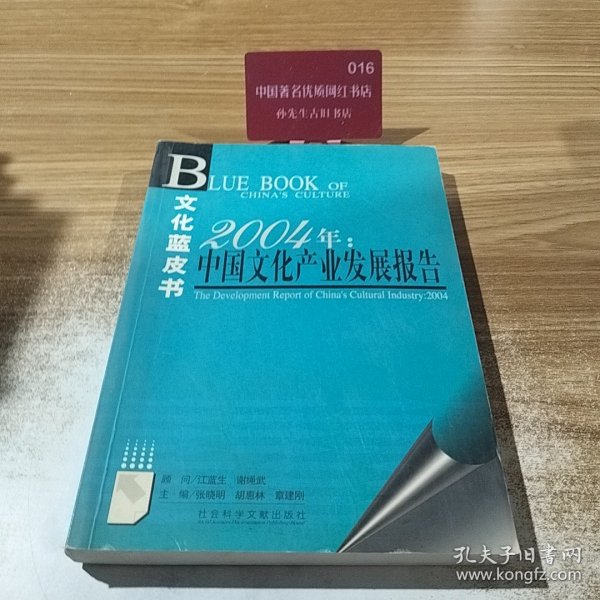 016
中国著名优质网红书店
孙先生古旧书店
BLUE BOOK OF
CHINA'S CULTURE
文化蓝皮书
2004年：
中国文化产业发展报告
The Development Report of China's Cultural Industry:2004
顾 问/江蓝生 谢绳武
主 编/张晓明 胡惠林 章建刚
社会科学文献出版社
孔夫子旧书网
www.kongfz.com